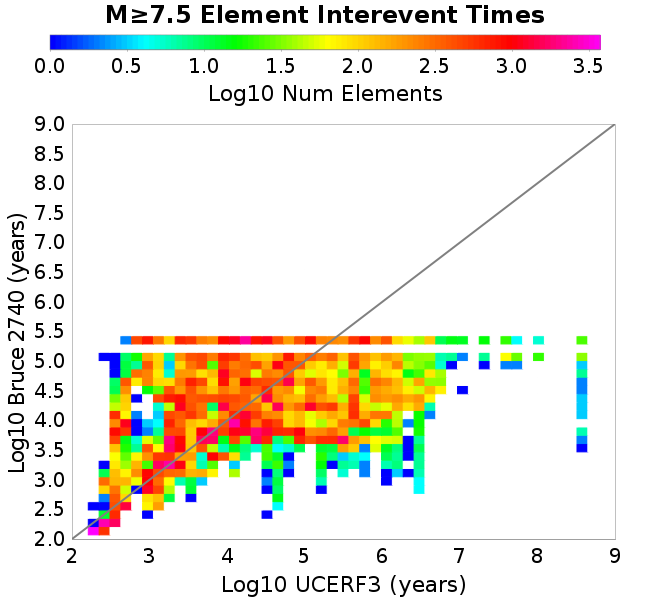 M≥7.5 Element Interevent Times
0.0 0.5 1.0 1.5 2.0 2.5 3.0 3.5
Log10 Num Elements
9.0
8.5
8.0
7.5
7.0
6.5
6.0
5.5
5.0
4.5
4.0
3.5
3.0
2.5
2.0
Log10 Bruce 2740 (years)
2 3 4 5 6 7 8 9
Log10 UCERF3 (years)